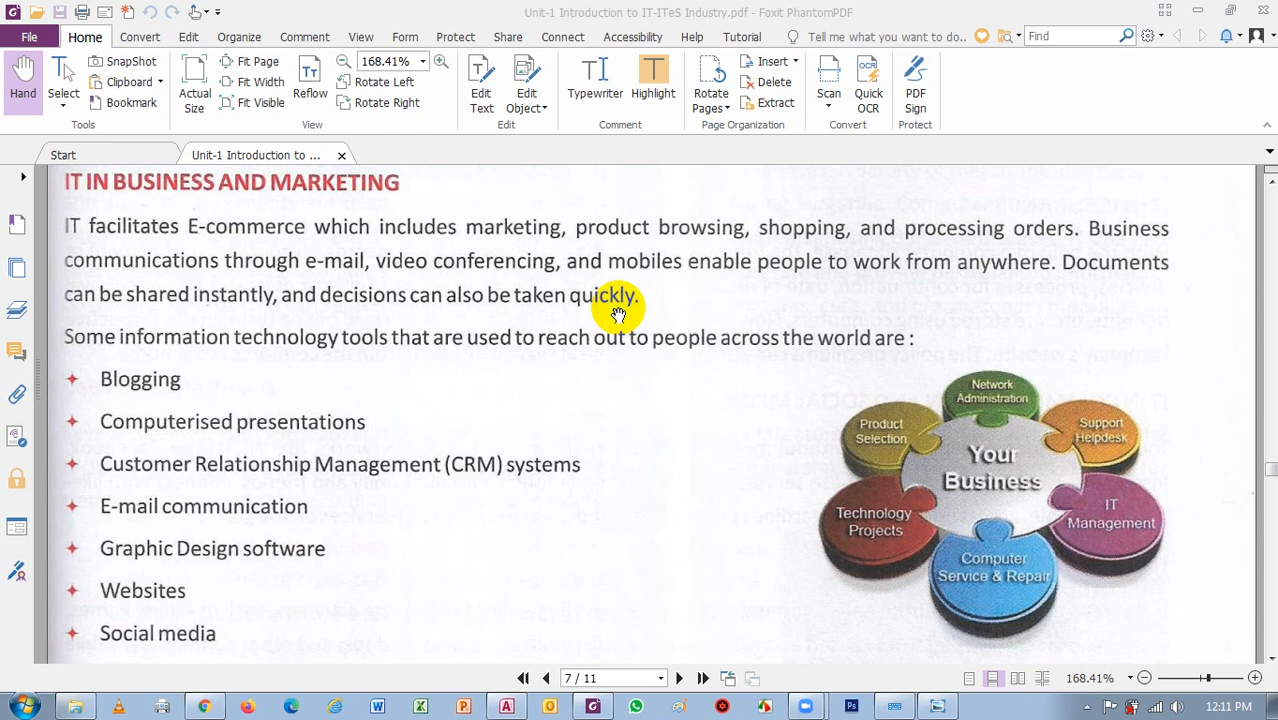 Unit-1 Introduction to IT-ITeS Industry.pdf - Foxit PhantomPDF
File Home Convert Edit Organize Comment View Form Protect Share Connect Accessibility Help Tutorial Tell me what you want to do.. Find
Hand
Select
SnapShot
Clipboard
Bookmark
Tools
Actual Size
Fit Page
Fit Width
Fit Visible
Reflow
168.41%
Rotate Left
Rotate Right
View
Edit Text
Edit Object
Edit
Typewriter
Highlight
Comment
Rotate Pages
Insert
Delete
Extract
Page Organization
Scan
Quick OCR
Convert
PDF Sign
Protect
Start
Unit-1 Introduction to ...
IT IN BUSINESS AND MARKETING
IT facilitates E-commerce which includes marketing, product browsing, shopping, and processing orders. Business
communications through e-mail, video conferencing, and mobiles enable people to work from anywhere. Documents
can be shared instantly, and decisions can also be taken quickly.
Some information technology tools that are used to reach out to people across the world are :
Blogging
Computerised presentations
Customer Relationship Management (CRM) systems
E-mail communication
Graphic Design software
Websites
Social media
Network
Administration
Product
Selection
Support
Helpdesk
Your
Business
Technology
Projects
IT
Management
Computer
Service & Repair
7 / 11
168.41%
12:11 PM